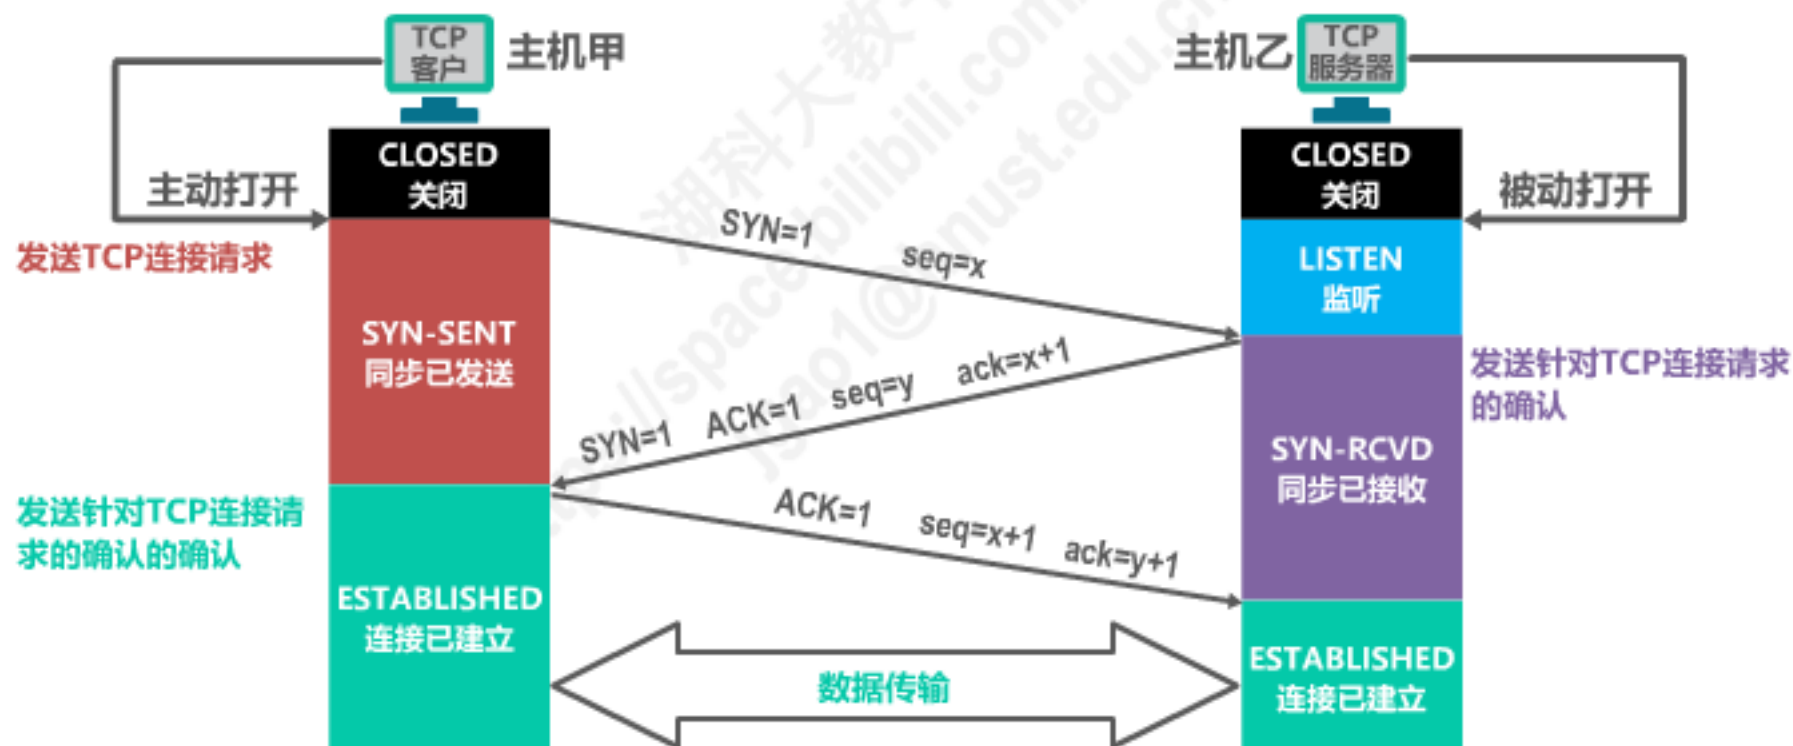 TCP
客户
主机甲
主机乙
TCP
服务器
CLOSED
关闭
CLOSED
关闭
主动打开
被动打开
发送TCP连接请求
SYN=1 seq=x
LISTEN
监听
SYN-SENT
同步已发送
SYN=1 ACK=1 seq=y ack=x+1
发送针对TCP连接请求
的确认
SYN-RCVD
同步已接收
发送针对TCP连接请
求的确认的确认
ACK=1 seq=x+1 ack=y+1
ESTABLISHED
连接已建立
ESTABLISHED
连接已建立
数据传输
湖科大教